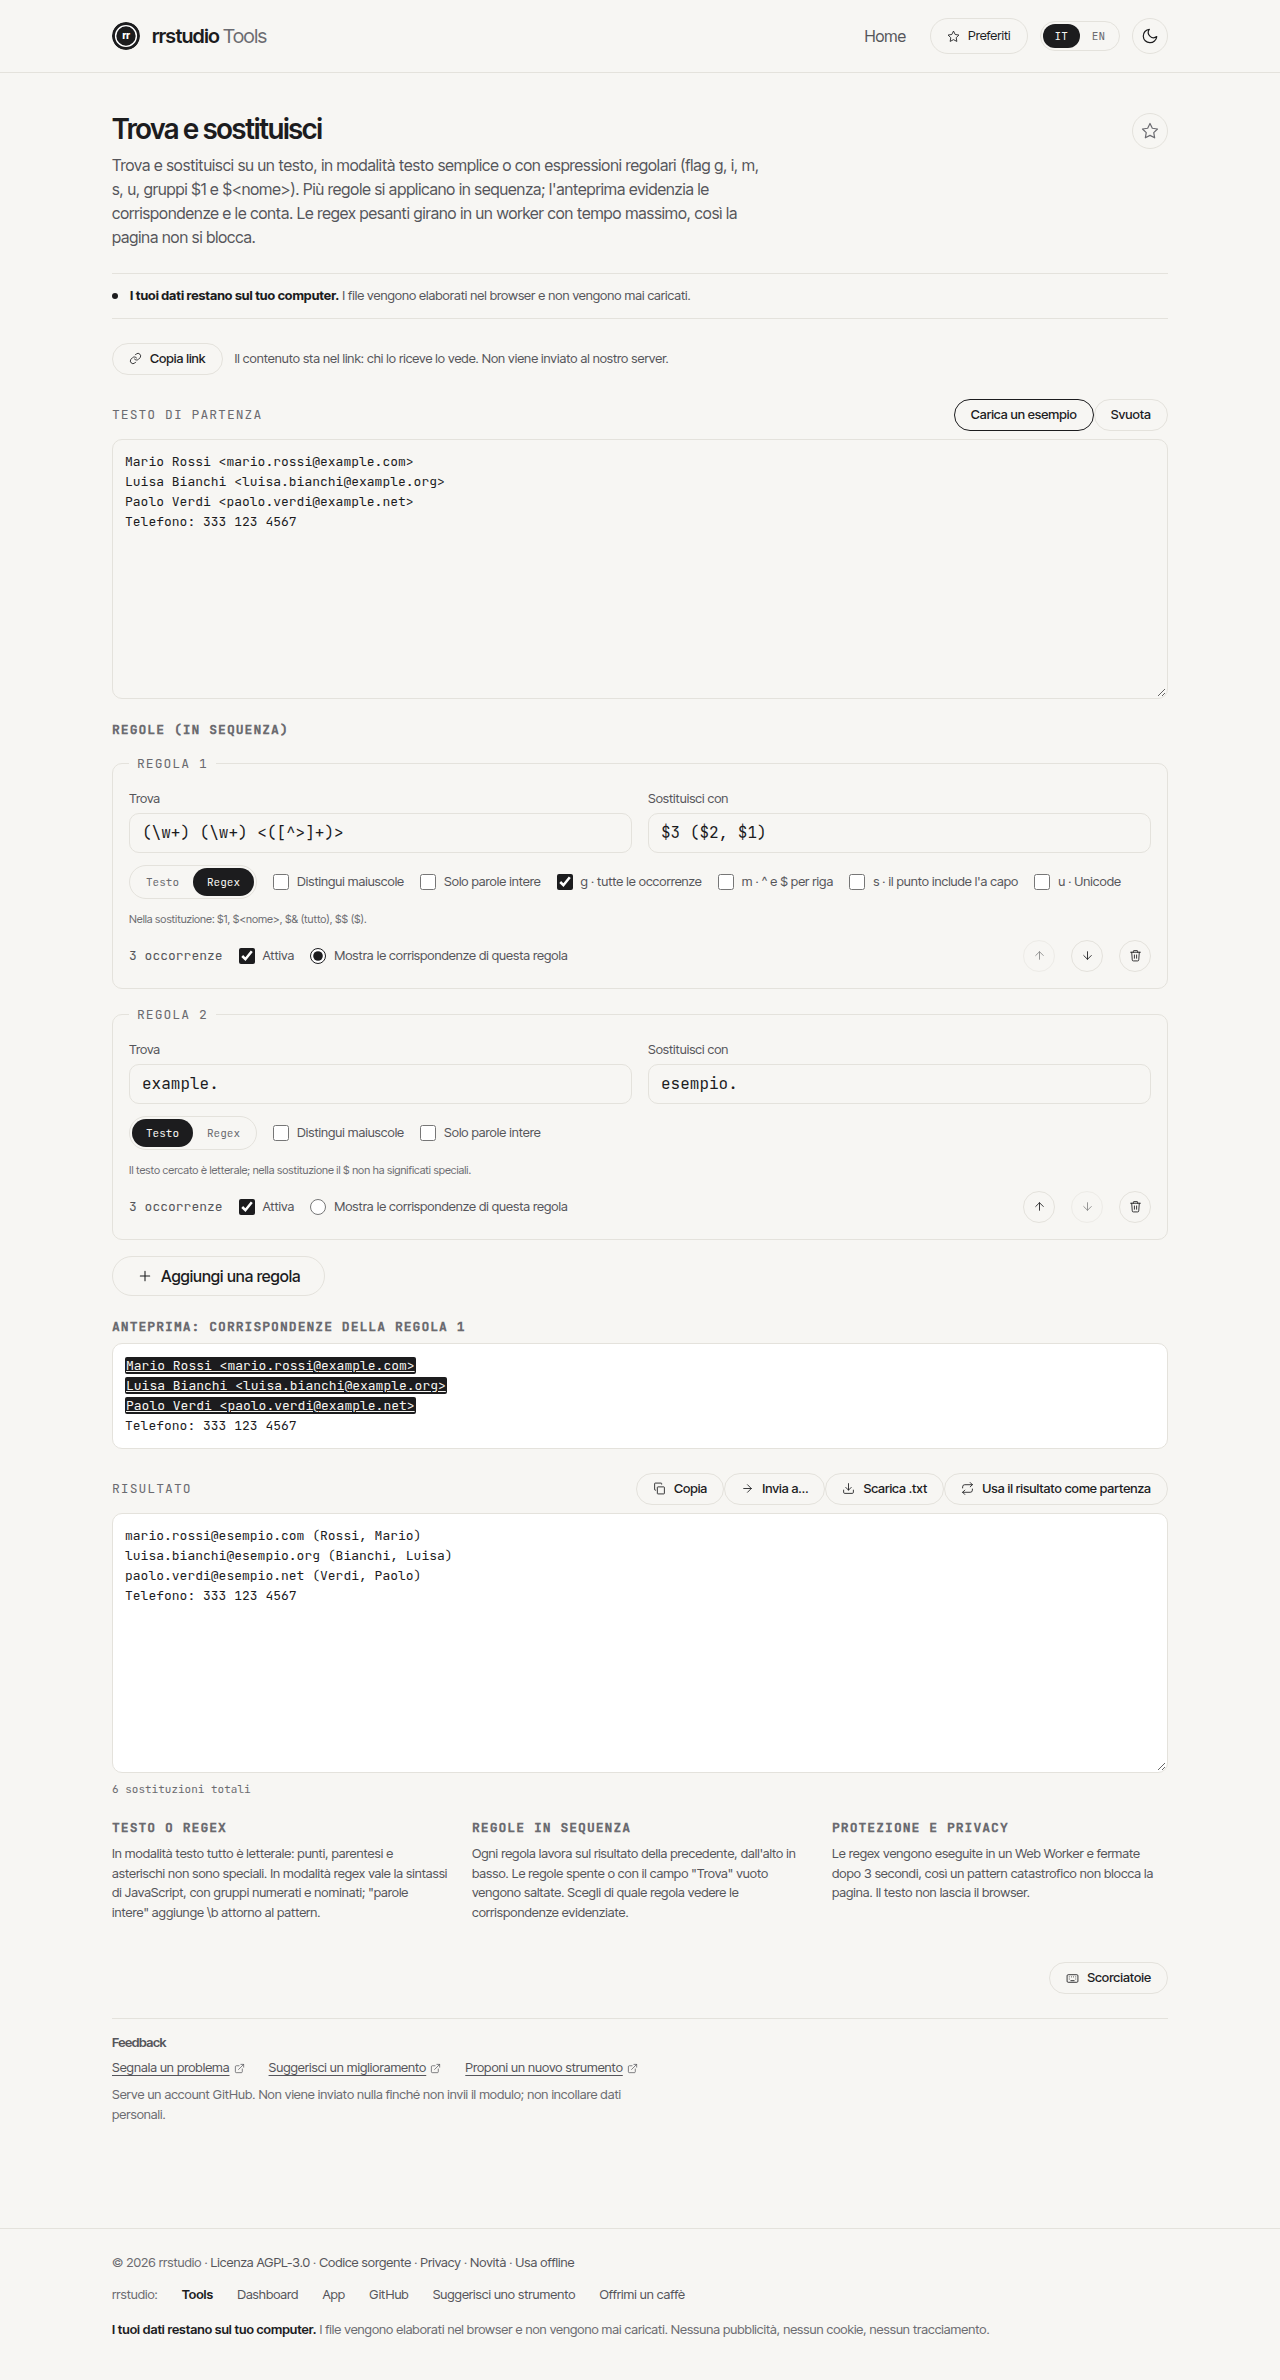 rr rrstudio Tools
Home
Preferiti
IT EN
Trova e sostituisci
Trova e sostituisci su un testo, in modalità testo semplice o con espressioni regolari (flag g, i, m,
s, u, gruppi $1 e $<nome>). Più regole si applicano in sequenza; l'anteprima evidenzia le
corrispondenze e le conta. Le regex pesanti girano in un worker con tempo massimo, così la
pagina non si blocca.
I tuoi dati restano sul tuo computer. I file vengono elaborati nel browser e non vengono mai caricati.
Copia link Il contenuto sta nel link: chi lo riceve lo vede. Non viene inviato al nostro server.
TESTO DI PARTENZA
Carica un esempio Svuota
Mario Rossi <mario.rossi@example.com>
Luisa Bianchi <luisa.bianchi@example.org>
Paolo Verdi <paolo.verdi@example.net>
Telefono: 333 123 4567
REGOLE (IN SEQUENZA)
REGOLA 1
Trova Sostituisci con
(\w+) (\w+) <([^>]+)> $3 ($2, $1)
Testo Regex Distingui maiuscole Solo parole intere g · tutte le occorrenze m · ^ e $ per riga s · il punto include l'a capo u · Unicode
Nella sostituzione: $1, $<nome>, $& (tutto), $$ ($).
3 occorrenze Attiva Mostra le corrispondenze di questa regola
REGOLA 2
Trova Sostituisci con
example. esempio.
Testo Regex Distingui maiuscole Solo parole intere
Il testo cercato è letterale; nella sostituzione il $ non ha significati speciali.
3 occorrenze Attiva Mostra le corrispondenze di questa regola
Aggiungi una regola
ANTEPRIMA: CORRISPONDENZE DELLA REGOLA 1
Mario Rossi <mario.rossi@example.com>
Luisa Bianchi <luisa.bianchi@example.org>
Paolo Verdi <paolo.verdi@example.net>
Telefono: 333 123 4567
RISULTATO
Copia Invia a... Scarica .txt Usa il risultato come partenza
mario.rossi@esempio.com (Rossi, Mario)
luisa.bianchi@esempio.org (Bianchi, Luisa)
paolo.verdi@esempio.net (Verdi, Paolo)
Telefono: 333 123 4567
6 sostituzioni totali
TESTO O REGEX
In modalità testo tutto è letterale: punti, parentesi e
asterischi non sono speciali. In modalità regex vale la sintassi
di JavaScript, con gruppi numerati e nominati; "parole
intere" aggiunge \b attorno al pattern.
REGOLE IN SEQUENZA
Ogni regola lavora sul risultato della precedente, dall'alto in
basso. Le regole spente o con il campo "Trova" vuoto
vengono saltate. Scegli di quale regola vedere le
corrispondenze evidenziate.
PROTEZIONE E PRIVACY
Le regex vengono eseguite in un Web Worker e fermate
dopo 3 secondi, così un pattern catastrofico non blocca la
pagina. Il testo non lascia il browser.
Scorciatoie
Feedback
Segnala un problema Suggerisci un miglioramento Proponi un nuovo strumento
Serve un account GitHub. Non viene inviato nulla finché non invii il modulo; non incollare dati
personali.
© 2026 rrstudio · Licenza AGPL-3.0 · Codice sorgente · Privacy · Novità · Usa offline
rrstudio: Tools Dashboard App GitHub Suggerisci uno strumento Offrimi un caffè
I tuoi dati restano sul tuo computer. I file vengono elaborati nel browser e non vengono mai caricati. Nessuna pubblicità, nessun cookie, nessun tracciamento.